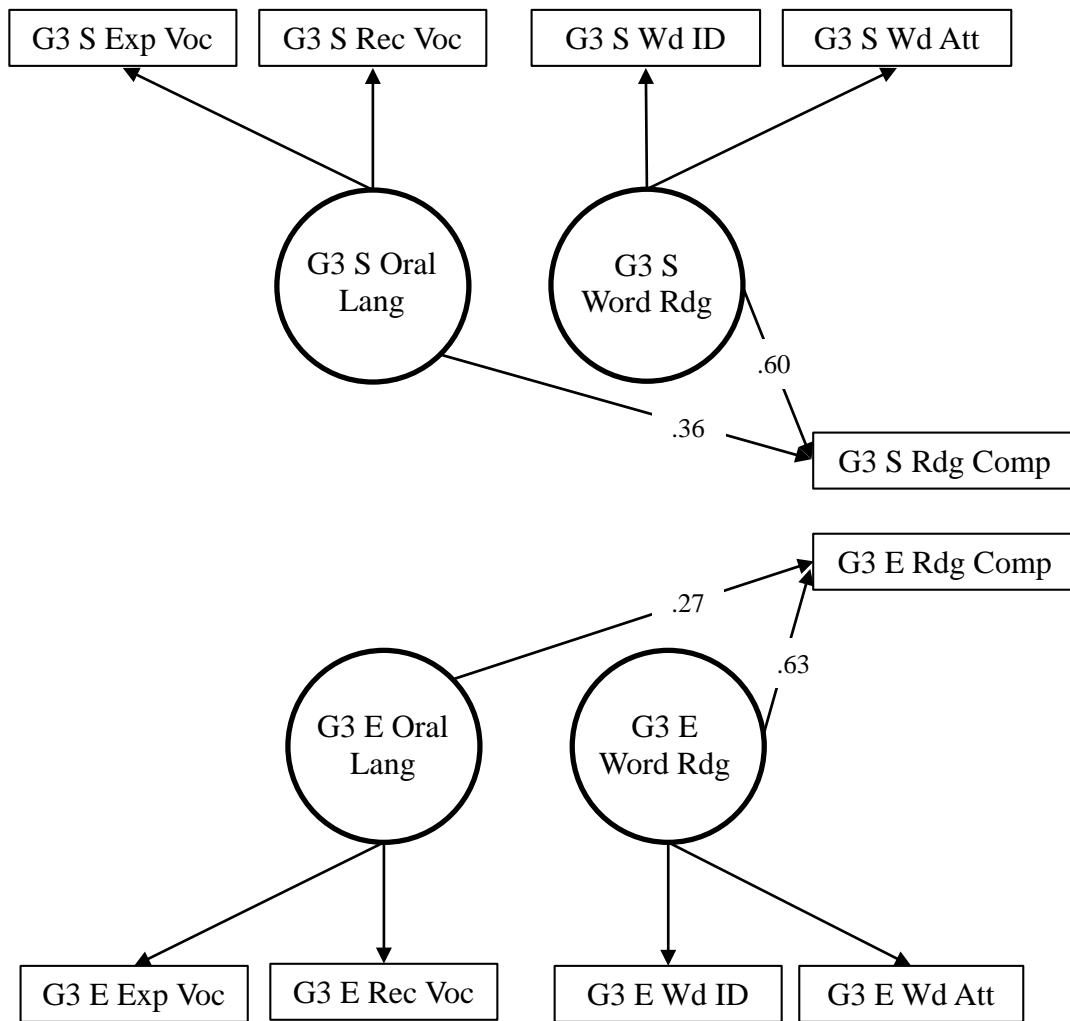 G3 S Exp Voc
G3 S Rec Voc
G3 S Wd ID
G3 S Wd Att
G3 S Oral
Lang
G3 S
Word Rdg
.60
.36
G3 S Rdg Comp
G3 E Rdg Comp
.27
.63
G3 E Oral
Lang
G3 E
Word Rdg
G3 E Exp Voc
G3 E Rec Voc
G3 E Wd ID
G3 E Wd Att